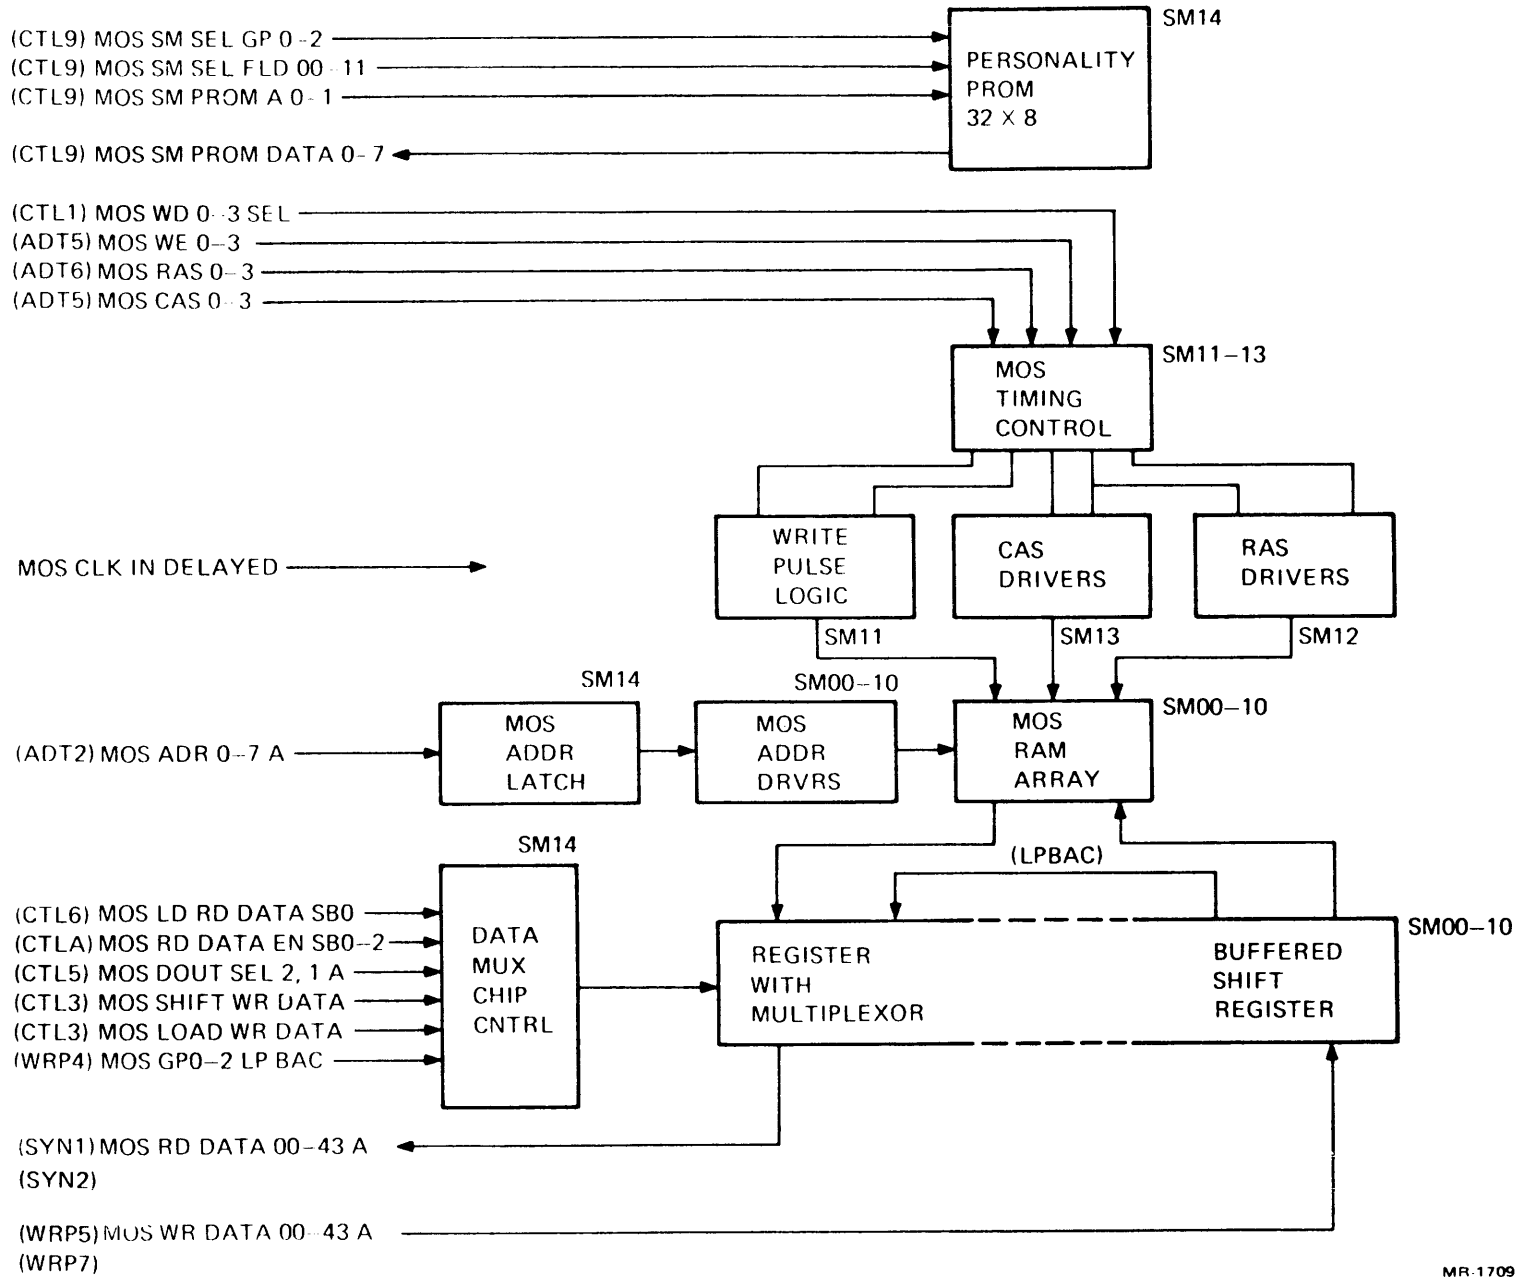 SM14
(CTL9) MOS SM SEL GP 0-2
(CTL9) MOS SM SEL FLD 00-11
(CTL9) MOS SM PROM A 0-1
PERSONALITY
PROM
32 X 8
(CTL9) MOS SM PROM DATA 0-7
(CTL1) MOS WD 0-3 SEL
(ADT5) MOS WE 0-3
(ADT6) MOS RAS 0-3
(ADT5) MOS CAS 0-3
SM11-13
MOS
TIMING
CONTROL
MOS CLK IN DELAYED
WRITE
PULSE
LOGIC
CAS
DRIVERS
RAS
DRIVERS
SM11
SM13
SM12
SM14
SM00-10
SM00-10
(ADT2) MOS ADR 0-7 A
MOS
ADDR
LATCH
MOS
ADDR
DRVRS
MOS
RAM
ARRAY
SM14
(LPBAC)
(CTL6) MOS LD RD DATA SB0
(CTLA) MOS RD DATA EN SB0-2
(CTL5) MOS DOUT SEL 2, 1 A
(CTL3) MOS SHIFT WR DATA
(CTL3) MOS LOAD WR DATA
(WRP4) MOS GP0-2 LP BAC
DATA
MUX
CHIP
CNTRL
REGISTER
WITH
MULTIPLEXOR
BUFFERED
SHIFT
REGISTER
SM00-10
(SYN1) MOS RD DATA 00-43 A
(SYN2)
(WRP5) MOS WR DATA 00-43 A
(WRP7)
MR-1709